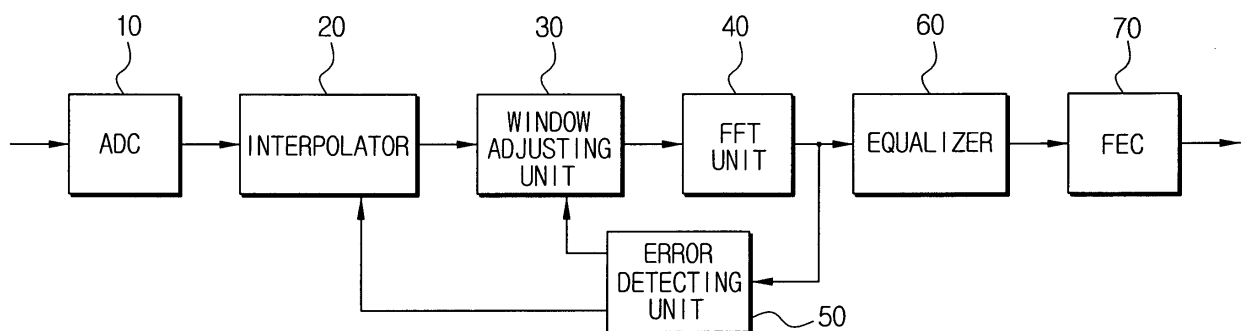 10
20
30
40
60
70
ADC
INTERPOLATOR
WINDOW
ADJUSTING
UNIT
FFT
UNIT
EQUALIZER
FEC
ERROR
DETECTING
UNIT
50